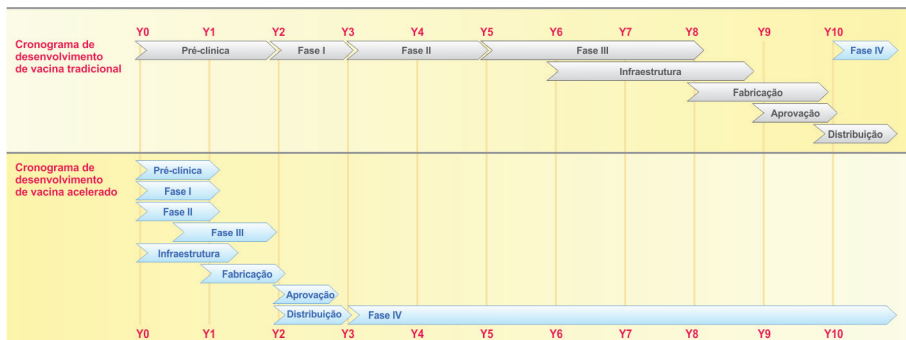 Y0 Y1 Y2 Y3 Y4 Y5 Y6 Y7 Y8 Y9 Y10
Cronograma de
desenvolvimento
de vacina tradicional
Pré-clínica Fase I Fase II Fase III Fase IV
Infraestrutura
Fabricação
Aprovação
Distribuição
Cronograma de
desenvolvimento
de vacina acelerado
Pré-clínica
Fase I
Fase II
Fase III
Infraestrutura
Fabricação
Aprovação
Distribuição Fase IV
Y0 Y1 Y2 Y3 Y4 Y5 Y6 Y7 Y8 Y9 Y10